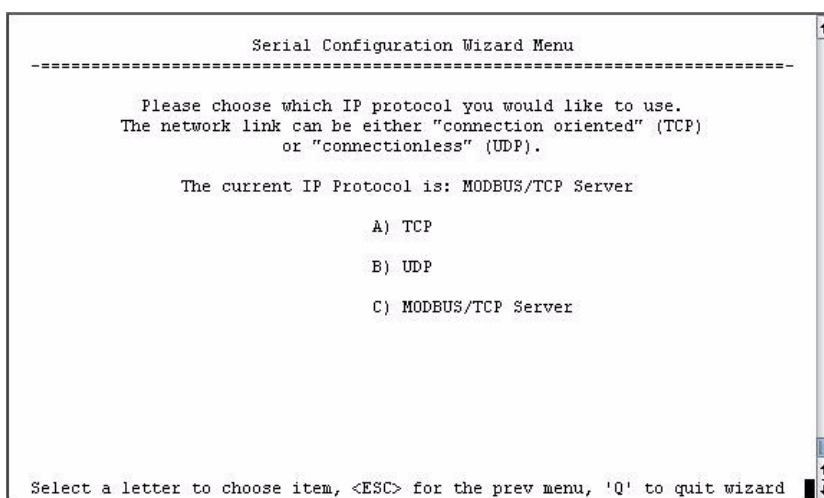 Serial Configuration Wizard Menu
-==============================================================================-
Please choose which IP protocol you would like to use.
The network link can be either "connection oriented" (TCP)
or "connectionless" (UDP).
The current IP Protocol is: MODBUS/TCP Server
A) TCP
B) UDP
C) MODBUS/TCP Server
Select a letter to choose item, <ESC> for the prev menu, 'Q' to quit wizard